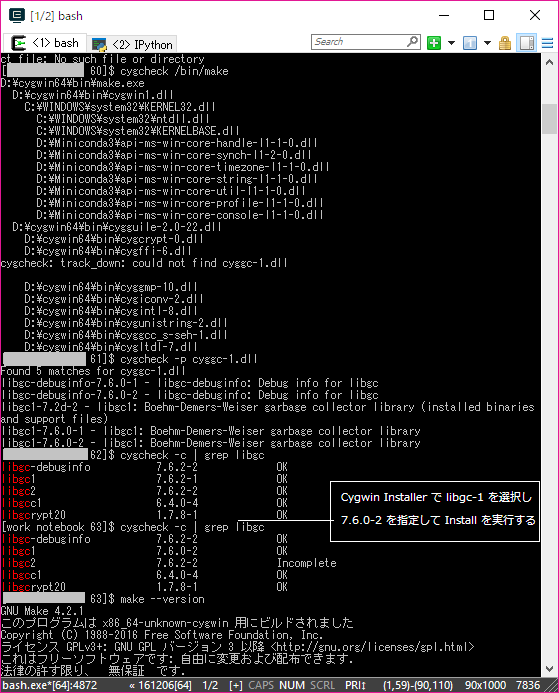 [1/2] bash
<1> bash
<2> IPython
Search
ct file: No such file or directory
[ 60]$ cygcheck /bin/make
D:¥cygwin64¥bin¥make.exe
D:¥cygwin64¥bin¥cygwin1.dll
C:¥WINDOWS¥system32¥KERNEL32.dll
C:¥WINDOWS¥system32¥ntdll.dll
C:¥WINDOWS¥system32¥KERNELBASE.dll
D:¥Miniconda3¥api-ms-win-core-handle-l1-1-0.dll
D:¥Miniconda3¥api-ms-win-core-synch-l1-2-0.dll
D:¥Miniconda3¥api-ms-win-core-timezone-l1-1-0.dll
D:¥Miniconda3¥api-ms-win-core-string-l1-1-0.dll
D:¥Miniconda3¥api-ms-win-core-util-l1-1-0.dll
D:¥Miniconda3¥api-ms-win-core-profile-l1-1-0.dll
D:¥Miniconda3¥api-ms-win-core-console-l1-1-0.dll
D:¥cygwin64¥bin¥cygguile-2.0-22.dll
D:¥cygwin64¥bin¥cygcrypt-0.dll
D:¥cygwin64¥bin¥cygffi-6.dll
cygcheck: track_down: could not find cyggc-1.dll
D:¥cygwin64¥bin¥cyggmp-10.dll
D:¥cygwin64¥bin¥cygiconv-2.dll
D:¥cygwin64¥bin¥cygintl-8.dll
D:¥cygwin64¥bin¥cygunistring-2.dll
D:¥cygwin64¥bin¥cyggcc_s-seh-1.dll
D:¥cygwin64¥bin¥cygltdl-7.dll
[ 61]$ cygcheck -p cyggc-1.dll
Found 5 matches for cyggc-1.dll
libgc-debuginfo-7.6.0-1 - libgc-debuginfo: Debug info for libgc
libgc-debuginfo-7.6.0-2 - libgc-debuginfo: Debug info for libgc
libgc1-7.2d-2 - libgc1: Boehm-Demers-Weiser garbage collector library (installed binaries
and support files)
libgc1-7.6.0-1 - libgc1: Boehm-Demers-Weiser garbage collector library
libgc1-7.6.0-2 - libgc1: Boehm-Demers-Weiser garbage collector library
[ 62]$ cygcheck -c | grep libgc
libgc-debuginfo 7.6.2-2 OK
libgc1 7.6.2-1 OK
libgc2 7.6.2-2 OK
libgcc1 6.4.0-4 OK
libgcrypt20 1.7.8-1 OK
[work notebook 63]$ cygcheck -c | grep libgc
libgc-debuginfo 7.6.2-2 OK
libgc1 7.6.0-2 OK
libgc2 7.6.2-2 Incomplete
libgcc1 6.4.0-4 OK
libgcrypt20 1.7.8-1 OK
[ 63]$ make --version
GNU Make 4.2.1
このプログラムは x86_64-unknown-cygwin 用にビルドされました
Copyright (C) 1988-2016 Free Software Foundation, Inc.
ライセンス GPLv3+: GNU GPL バージョン 3 以降 <http://gnu.org/licenses/gpl.html>
これはフリーソフトウェアです: 自由に変更および配布できます.
法律の許す限り、 無保証 です.
Cygwin Installer で libgc-1 を選択し
7.6.0-2 を指定して Install を実行する
bash.exe*[64]:4872 « 161206[64] 1/2 [+] CAPS NUM SCRL PRI↕ (1,59)-(90,110) 90x1000 7836